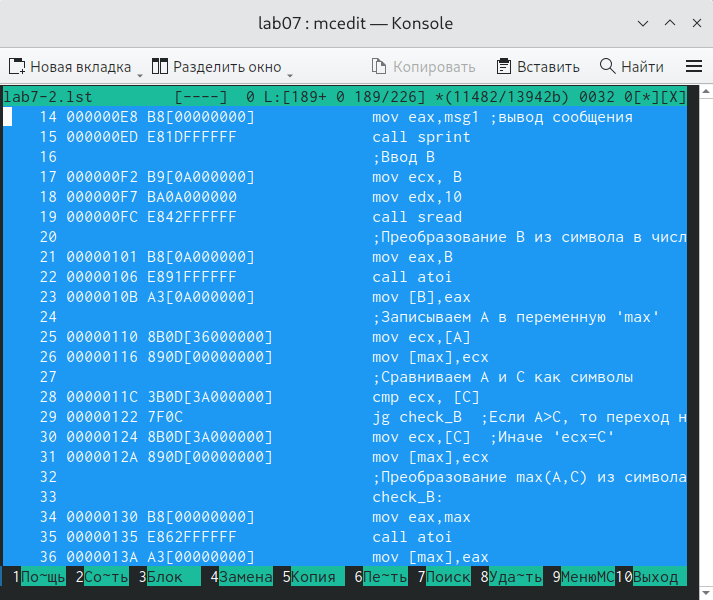 lab07 : mcedit — Konsole
Новая вкладка Разделить окно Копировать Вставить Найти
lab7-2.lst [----] 0 L:[189+ 0 189/226] *(11482/13942b) 0032 0[*][X]
14 000000E8 B8[00000000] mov eax,msg1 ;вывод сообщения
15 000000ED E81DFFFFFF call sprint
16 ;Ввод B
17 000000F2 B9[0A000000] mov ecx, B
18 000000F7 BA0A000000 mov edx,10
19 000000FC E842FFFFFF call sread
20 ;Преобразование B из символа в числ
21 00000101 B8[0A000000] mov eax,B
22 00000106 E891FFFFFF call atoi
23 0000010B A3[0A000000] mov [B],eax
24 ;Записываем A в переменную 'max'
25 00000110 8B0D[36000000] mov ecx,[A]
26 00000116 890D[00000000] mov [max],ecx
27 ;Сравниваем A и C как символы
28 0000011C 3B0D[3A000000] cmp ecx, [C]
29 00000122 7F0C jg check_B ;Если A>C, то переход н
30 00000124 8B0D[3A000000] mov ecx,[C] ;Иначе 'ecx=C'
31 0000012A 890D[00000000] mov [max],ecx
32 ;Преобразование max(A,C) из символа
33 check_B:
34 00000130 B8[00000000] mov eax,max
35 00000135 E862FFFFFF call atoi
36 0000013A A3[00000000] mov [max],eax
1По~щь 2Со~ть 3Блок 4Замена 5Копия 6Пе~ть 7Поиск 8Уда~ть 9МенюMC 10Выход